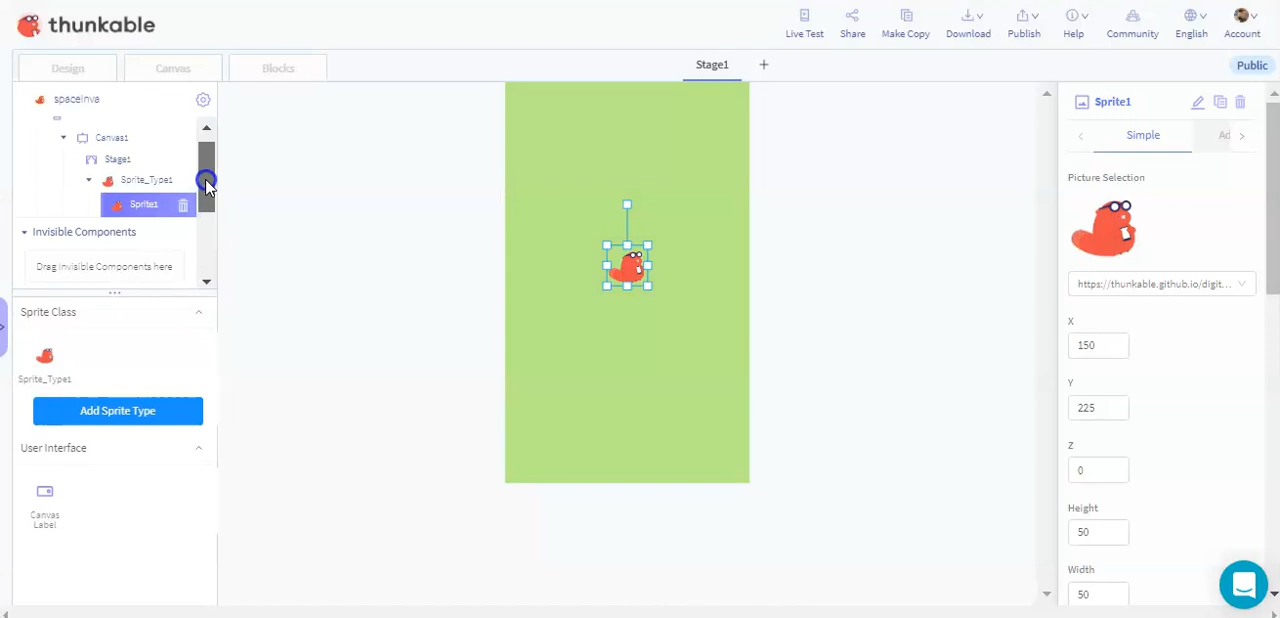 thunkable
Live Test
Share
Make Copy
Download
Publish
Help
Community
English
Account
Design
Canvas
Blocks
Stage1
+
Public
spaceInva
Canvas1
Stage1
Sprite_Type1
Sprite1
Invisible Components
Drag Invisible Components here
Sprite Class
Sprite_Type1
Add Sprite Type
User Interface
Canvas
Label
Sprite1
Simple
Ad
Picture Selection
https://thunkable.github.io/digit...
X
150
Y
225
Z
0
Height
50
Width
50